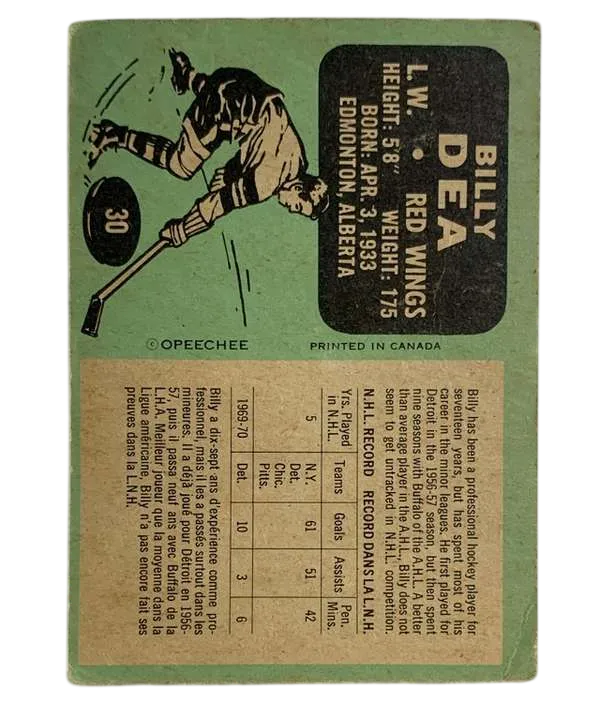 BILLY
DEA
L.W. • RED WINGS
HEIGHT: 5'8" WEIGHT: 175
BORN: APR. 3, 1933
EDMONTON, ALBERTA
30
© OPEECHEE PRINTED IN CANADA
Billy has been a professional hockey player for
seventeen years, but has spent most of his
career in the minor leagues. He first played for
Detroit in the 1956-57 season, but then spent
nine seasons with Buffalo of the A.H.L. A better
than average player in the A.H.L., Billy does not
seem to get untracked in N.H.L. competition.
N.H.L. RECORD RECORD DANS LA L.N.H.
Yrs. Played Teams Goals Assists Pen.
in N.H.L. Mins.
5 N.Y. 61 51 42
Det.
Chic.
Pitts.
1969-70 Det. 10 3 6
Billy a dix-sept ans d'expérience comme pro-
fessionnel, mais il les a passés surtout dans les
mineures. Il a déjà joué pour Détroit en 1956-
57, puis il passa neuf ans avec Buffalo de la
L.H.A. Meilleur joueur que la moyenne dans la
Ligue américaine, Billy n'a pas encore fait ses
preuves dans la L.N.H.